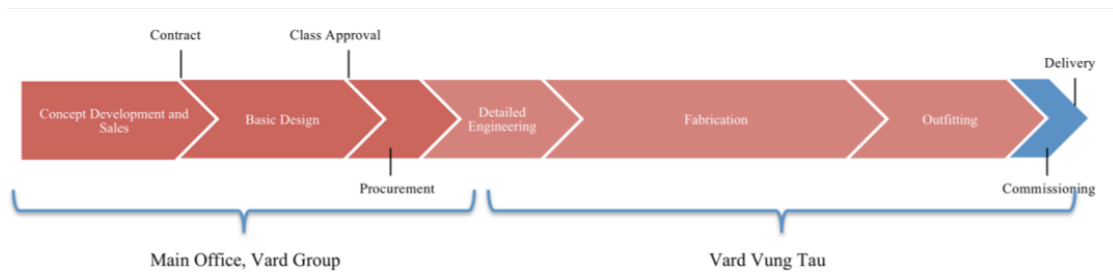 Contract
Class Approval
Delivery
Concept Development and
Sales
Basic Design
Detailed
Engineering
Fabrication
Outfitting
Procurement
Commissioning
Main Office, Vard Group
Vard Vung Tau